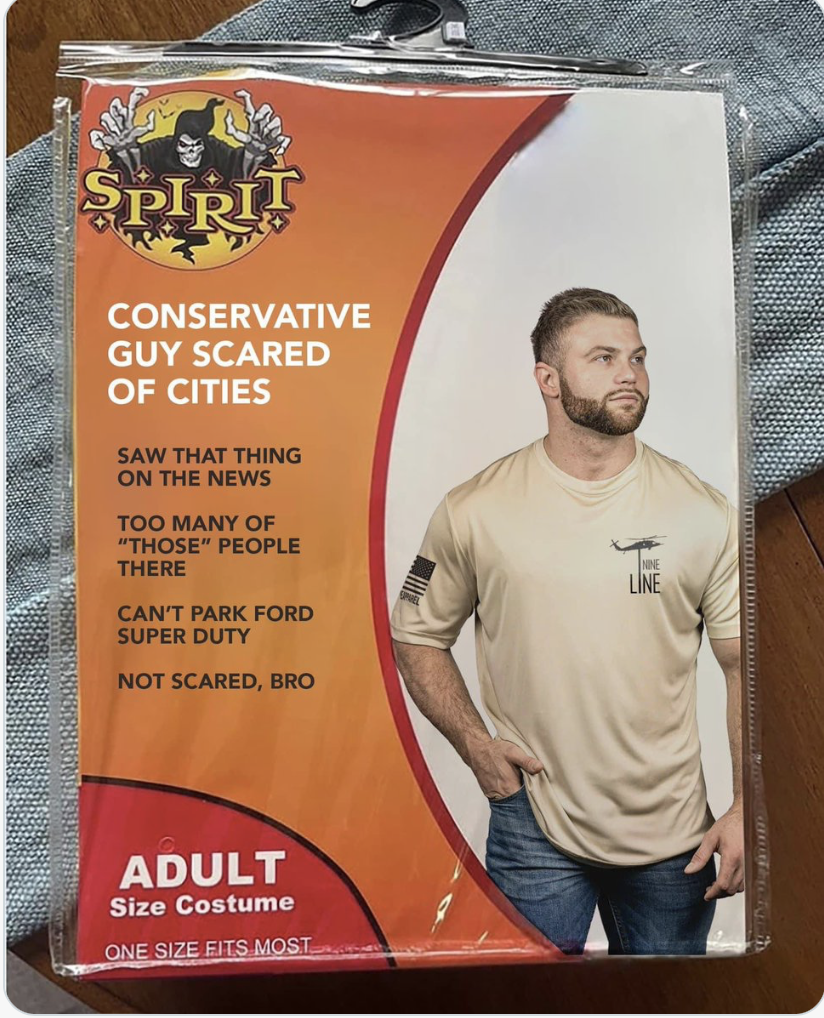 SPIRIT
CONSERVATIVE
GUY SCARED
OF CITIES
SAW THAT THING
ON THE NEWS
TOO MANY OF
“THOSE” PEOPLE
THERE
CAN’T PARK FORD
SUPER DUTY
NOT SCARED, BRO
NINE
LINE
APPAREL
ADULT
Size Costume
ONE SIZE FITS MOST